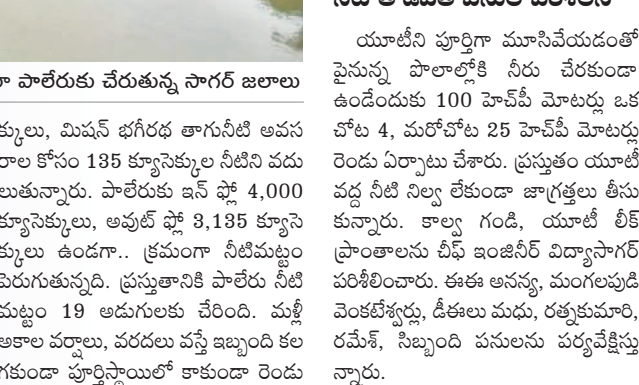 పాలేరుకు చేరుతున్న సాగర్ జలాలు
క్కులు, మిషన్ భగీరథ తాగునీటి అవస
రాల కోసం 135 క్యూసెక్కుల నీటిని వదు
లుతున్నారు. పాలేరుకు ఇన్ ఫ్లో 4,000
క్యూసెక్కులు, అవుట్ ఫ్లో 3,135 క్యూసె
క్కులు ఉండగా.. క్రమంగా నీటిమట్టం
పెరుగుతున్నది. ప్రస్తుతానికి పాలేరు నీటి
మట్టం 19 అడుగులకు చేరింది. మళ్లీ
అకాల వర్షాలు, వరదలు వస్తే ఇబ్బంది కల
గకుండా పూర్తిస్థాయిలో కాకుండా రెండు
యూటీని పూర్తిగా మూసివేయడంతో
పైనున్న పొలాల్లోకి నీరు చేరకుండా
ఉండేందుకు 100 హెచ్‌పీ మోటర్లు ఒక
చోట 4, మరోచోట 25 హెచ్‌పీ మోటర్లు
రెండు ఏర్పాటు చేశారు. ప్రస్తుతం యూటీ
వద్ద నీటి నిల్వ లేకుండా జాగ్రత్తలు తీసు
కున్నారు. కాల్వ గండి, యూటీ లీక్
ప్రాంతాలను చీఫ్ ఇంజినీర్ విద్యాసాగర్
పరిశీలించారు. ఈఈ అనన్య, మంగలపుడి
వెంకటేశ్వర్లు, డీఈలు మధు, రత్నకుమారి,
రమేశ్, సిబ్బంది పనులను పర్యవేక్షిస్తు
న్నారు.